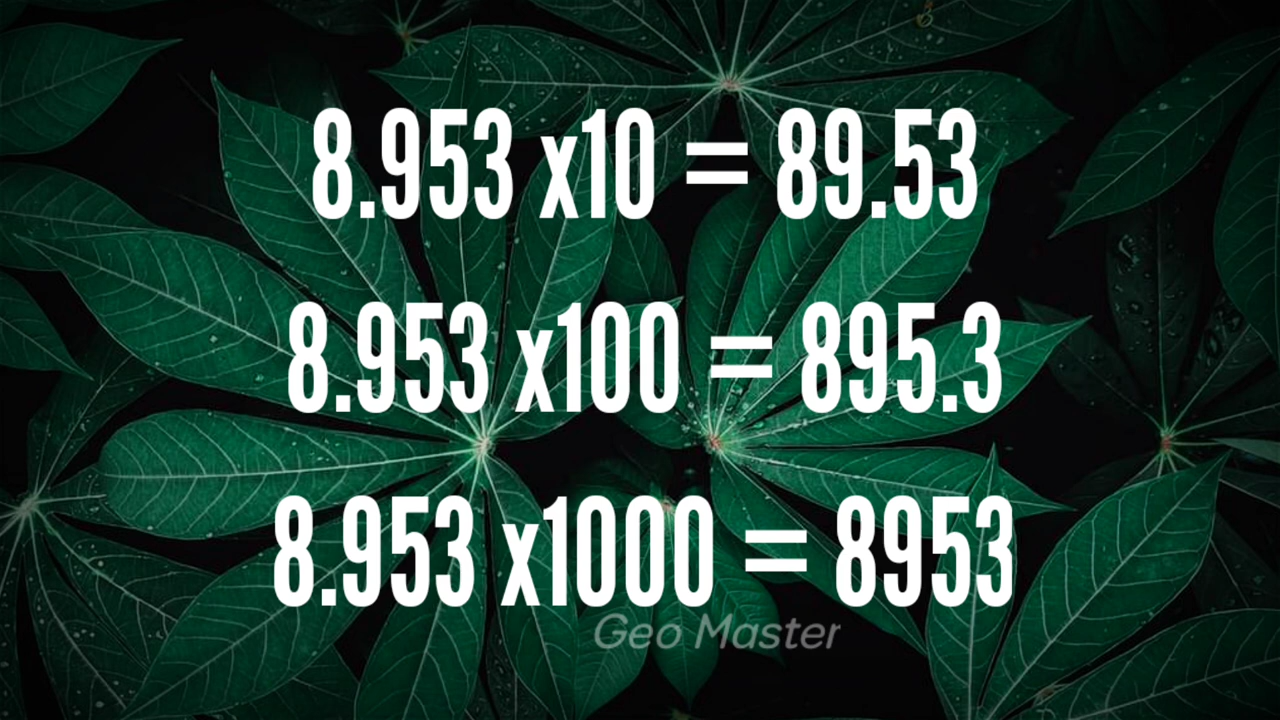 8.953 x10 = 89.53
8.953 x100 = 895.3
8.953 x1000 = 8953
Geo Master